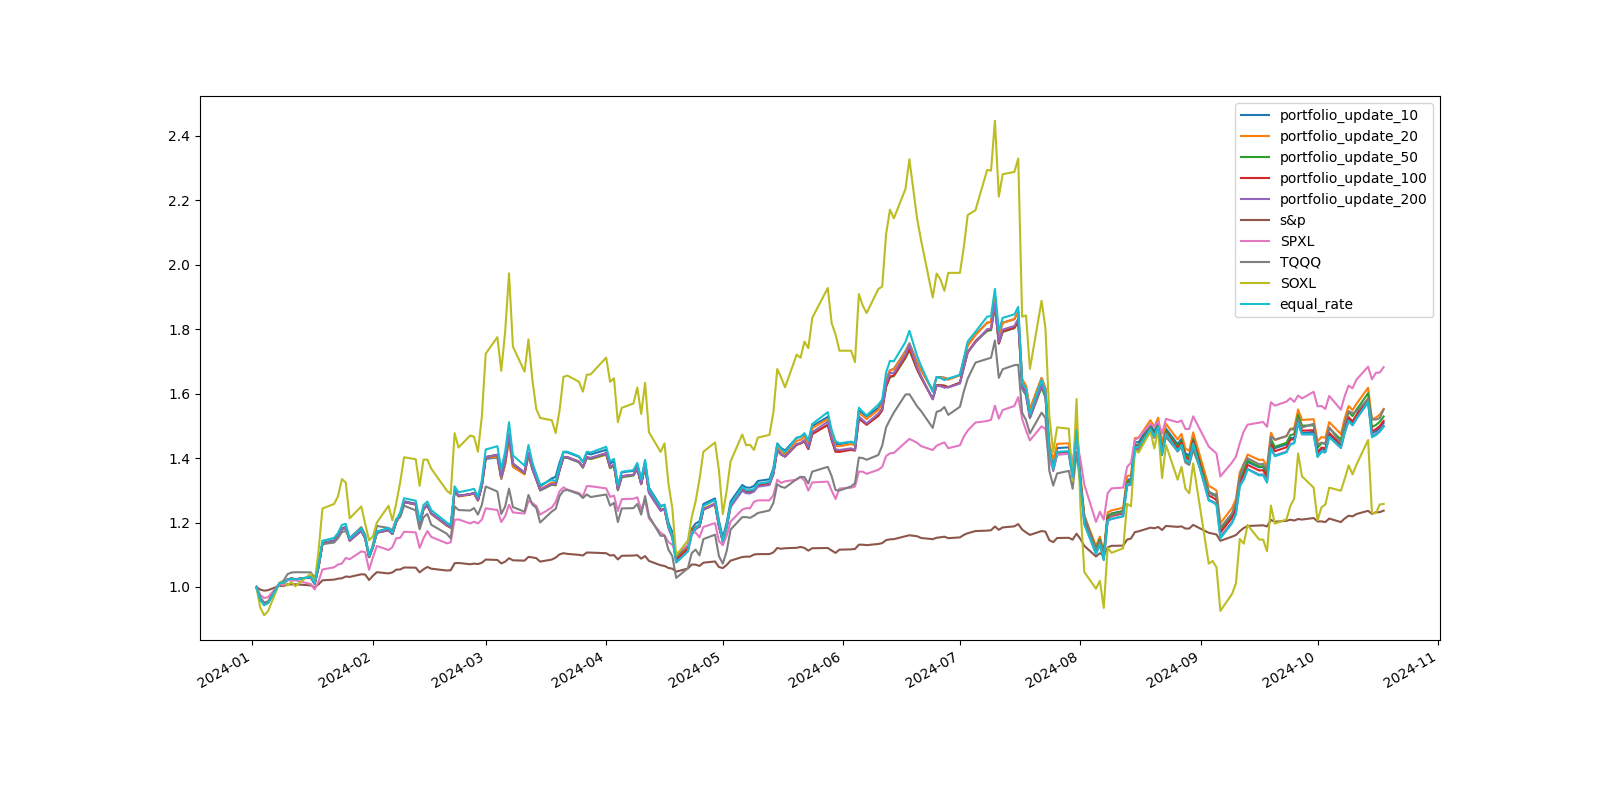 2.4
2.2
2.0
1.8
1.6
1.4
1.2
1.0
portfolio_update_10
portfolio_update_20
portfolio_update_50
portfolio_update_100
portfolio_update_200
s&p
SPXL
TQQQ
SOXL
equal_rate
2024-01
2024-02
2024-03
2024-04
2024-05
2024-06
2024-07
2024-08
2024-09
2024-10
2024-11